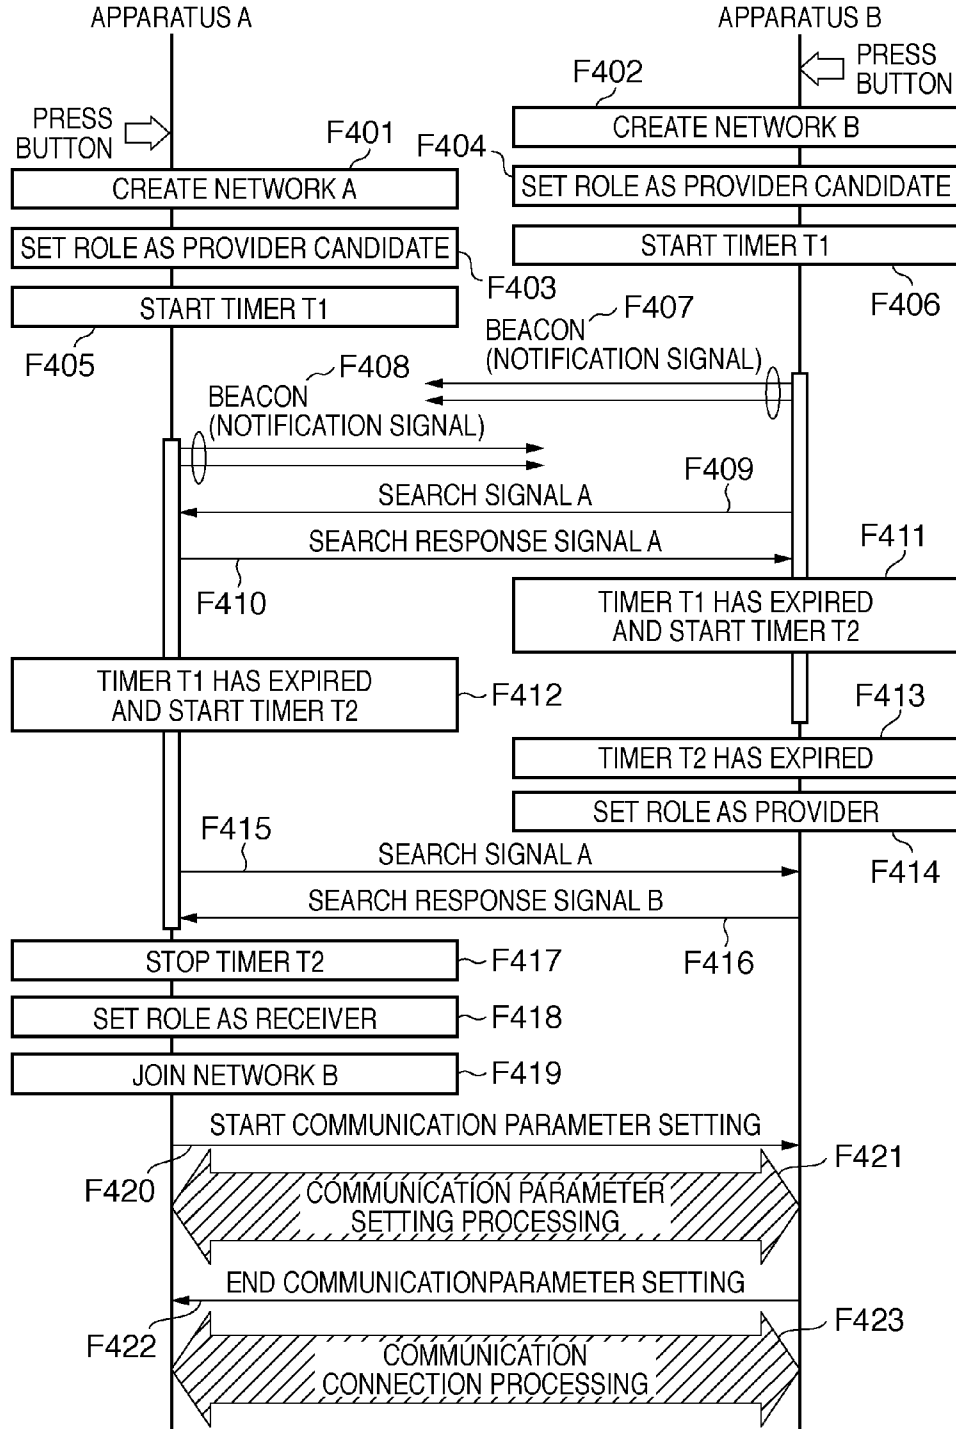 APPARATUS A
APPARATUS B
PRESS
BUTTON
F402
CREATE NETWORK B
PRESS
BUTTON
F401
F404
CREATE NETWORK A
SET ROLE AS PROVIDER CANDIDATE
SET ROLE AS PROVIDER CANDIDATE
F403
START TIMER T1
F406
START TIMER T1
F405
F407
BEACON
(NOTIFICATION SIGNAL)
F408
BEACON
(NOTIFICATION SIGNAL)
F409
SEARCH SIGNAL A
SEARCH RESPONSE SIGNAL A
F410
F411
TIMER T1 HAS EXPIRED
AND START TIMER T2
TIMER T1 HAS EXPIRED
AND START TIMER T2
F412
F413
TIMER T2 HAS EXPIRED
SET ROLE AS PROVIDER
F414
F415
SEARCH SIGNAL A
SEARCH RESPONSE SIGNAL B
F416
STOP TIMER T2
F417
SET ROLE AS RECEIVER
F418
JOIN NETWORK B
F419
START COMMUNICATION PARAMETER SETTING
F420
F421
COMMUNICATION PARAMETER
SETTING PROCESSING
END COMMUNICATIONPARAMETER SETTING
F422
F423
COMMUNICATION
CONNECTION PROCESSING